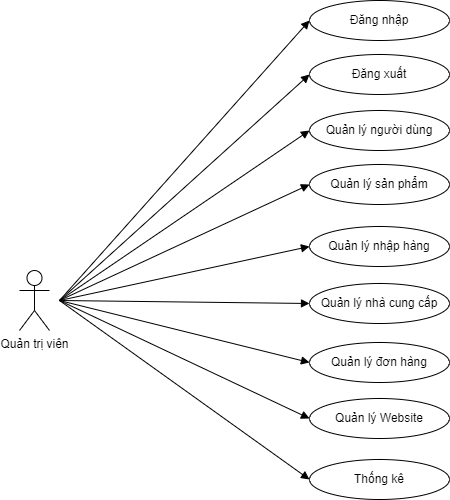 Đăng nhập
Đăng xuất
Quản lý người dùng
Quản lý sản phẩm
Quản lý nhập hàng
Quản lý nhà cung cấp
Quản lý đơn hàng
Quản lý Website
Thống kê
Quản trị viên